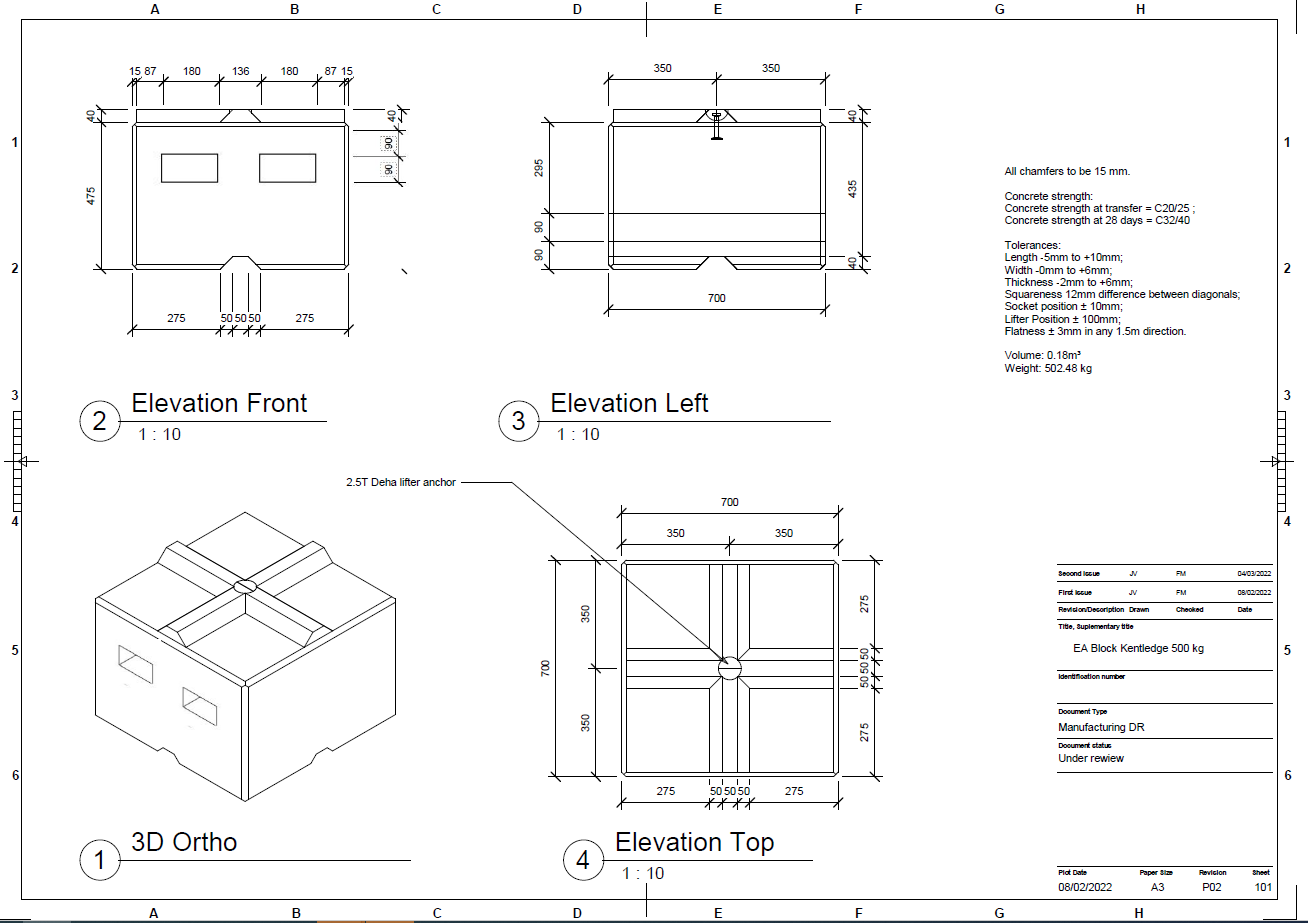 A B C D E F G H
15 87 180 136 180 87 15
40
475
40
90
90
275 50 50 50 275
2 Elevation Front
1 : 10
350 350
295
90
90
40
435
40
700
3 Elevation Left
1 : 10
All chamfers to be 15 mm.
Concrete strength:
Concrete strength at transfer = C20/25 ;
Concrete strength at 28 days = C32/40
Tolerances:
Length -5mm to +10mm;
Width -0mm to +6mm;
Thickness -2mm to +6mm;
Squareness 12mm difference between diagonals;
Socket position ± 10mm;
Lifter Position ± 100mm;
Flatness ± 3mm in any 1.5m direction.
Volume: 0.18m³
Weight: 502.48 kg
1 1
2 2
3 3
4 4
5 5
6 6
2.5T Deha lifter anchor
1 3D Ortho
700
350 350
700
350
350
275
50
50
50
275
275 50 50 50 275
4 Elevation Top
1 : 10
Second Issue JV FM 04/03/2022
First Issue JV FM 08/02/2022
Revision/Description Drawn Checked Date
Title, Suplementary title
EA Block Kentledge 500 kg
Identification number
Document Type
Manufacturing DR
Document status
Under rewiew
Plot Date Paper Size Revision Sheet
08/02/2022 A3 P02 101
A B C D E F G H